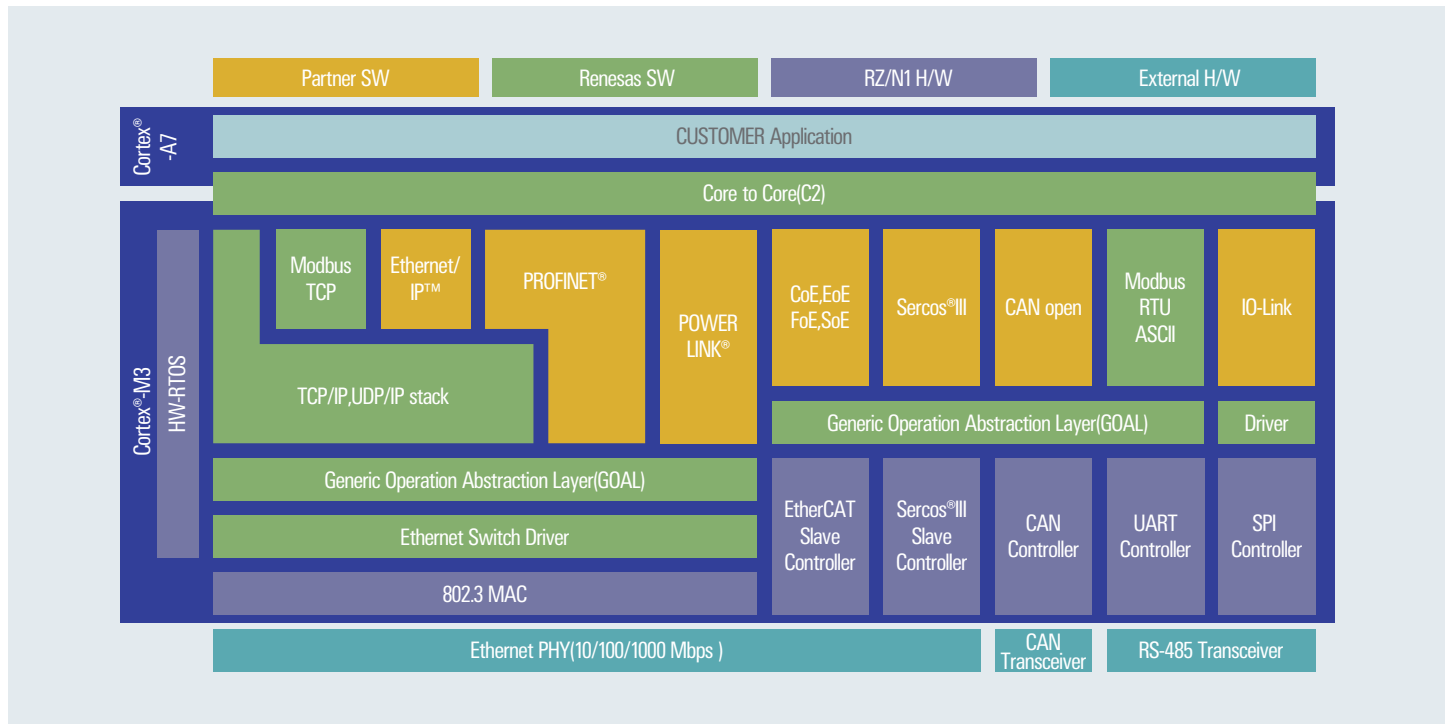 Partner SW
Renesas SW
RZ/N1 H/W
External H/W
Cortex®
-A7
CUSTOMER Application
Core to Core(C2)
Cortex®-M3
HW-RTOS
Modbus
TCP
Ethernet/
IP™
PROFINET®
POWER
LINK®
CoE,EoE
FoE,SoE
Sercos®III
CAN open
Modbus
RTU
ASCII
IO-Link
TCP/IP,UDP/IP stack
Generic Operation Abstraction Layer(GOAL)
Driver
Generic Operation Abstraction Layer(GOAL)
Ethernet Switch Driver
802.3 MAC
EtherCAT
Slave
Controller
Sercos®III
Slave
Controller
CAN
Controller
UART
Controller
SPI
Controller
Ethernet PHY(10/100/1000 Mbps )
CAN
Transceiver
RS-485 Transceiver